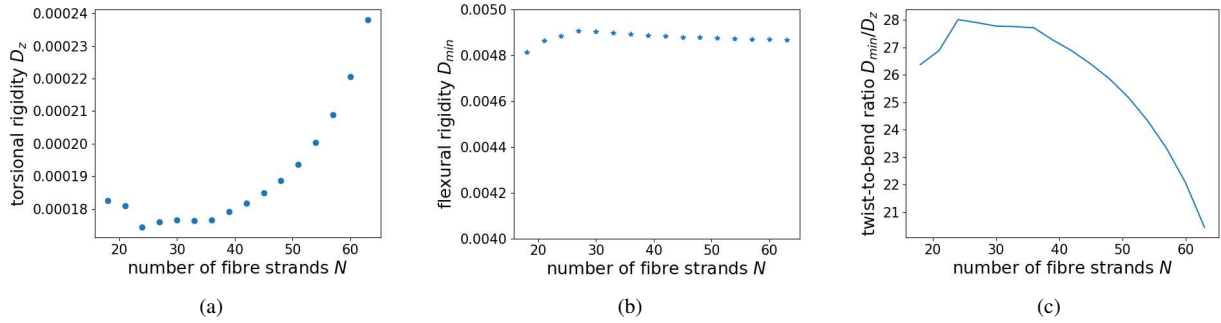 torsional rigidity D_z
0.00024
0.00023
0.00022
0.00021
0.00020
0.00019
0.00018
20 30 40 50 60
number of fibre strands N
(a)
flexural rigidity D_min
0.0050
0.0048
0.0046
0.0044
0.0042
0.0040
20 30 40 50 60
number of fibre strands N
(b)
twist-to-bend ratio D_min/D_z
28
27
26
25
24
23
22
21
20 30 40 50 60
number of fibre strands N
(c)